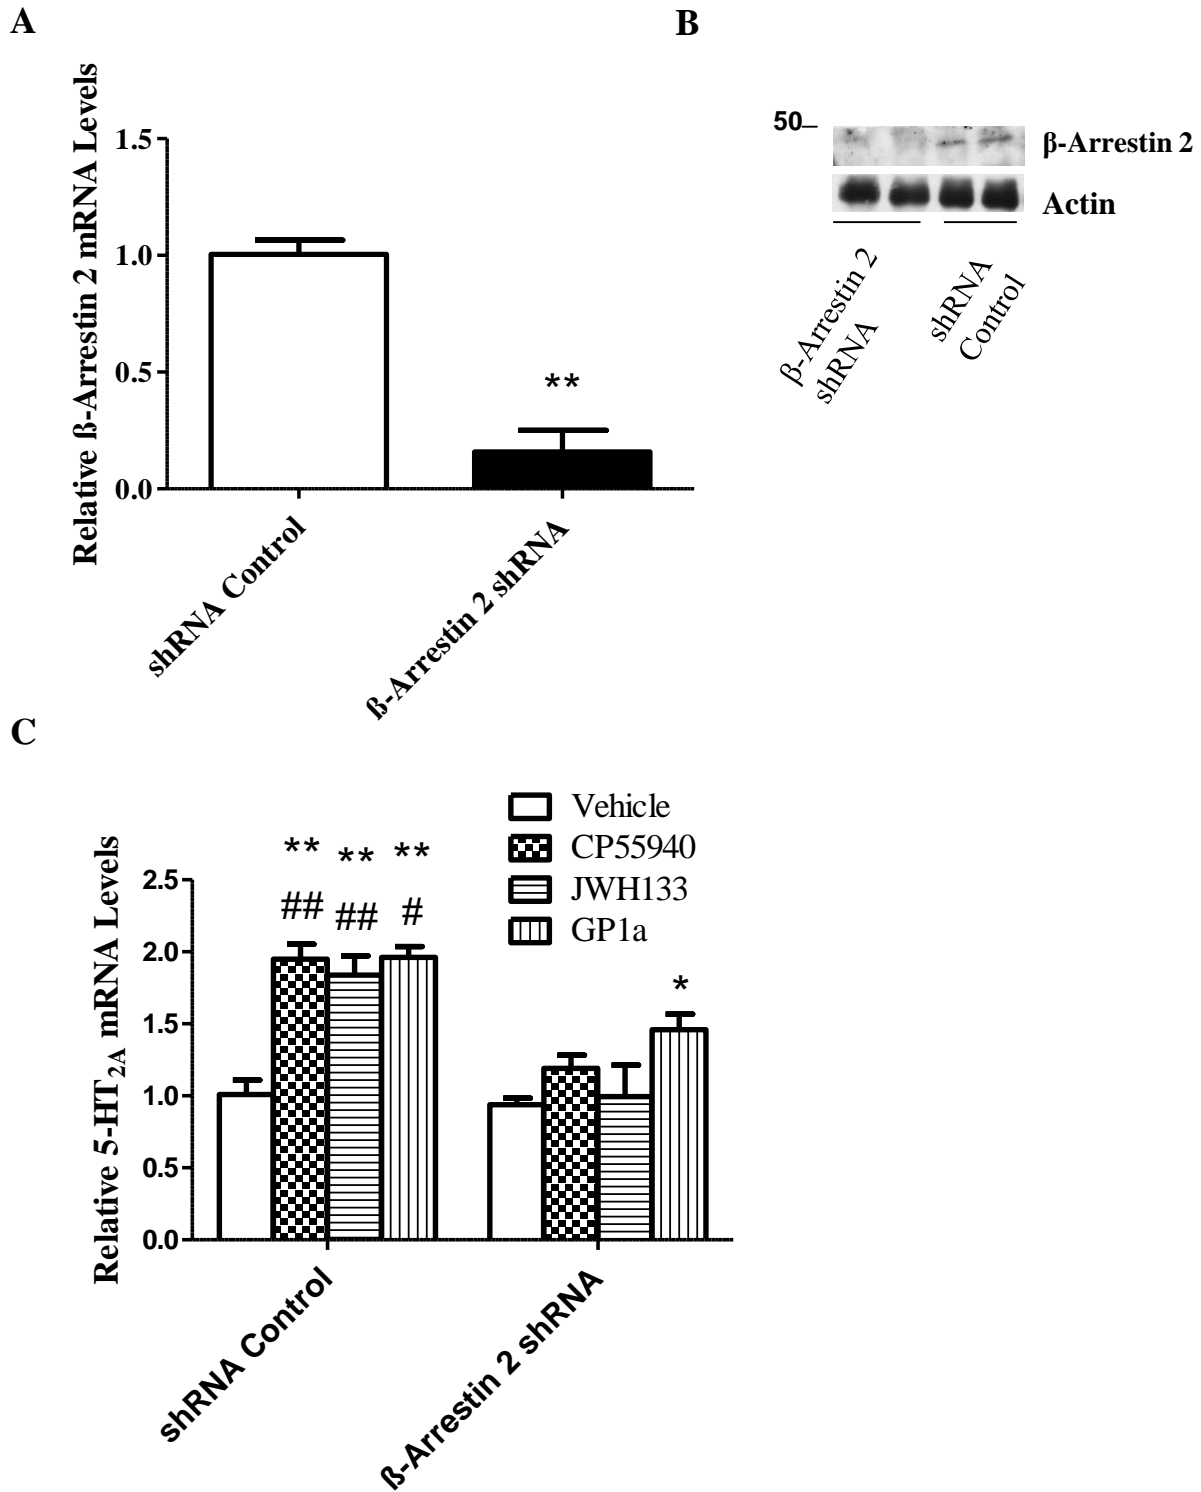 A
Relative ß-Arrestin 2 mRNA Levels
1.5
1.0
0.5
0.0
**
shRNA Control
ß-Arrestin 2 shRNA
B
50
β-Arrestin 2
Actin
β-Arrestin 2
shRNA
shRNA
Control
C
Relative 5-HT2A mRNA Levels
Vehicle
CP55940
JWH133
GP1a
2.5
2.0
1.5
1.0
0.5
0.0
** ** **
## ## #
*
shRNA Control
ß-Arrestin 2 shRNA